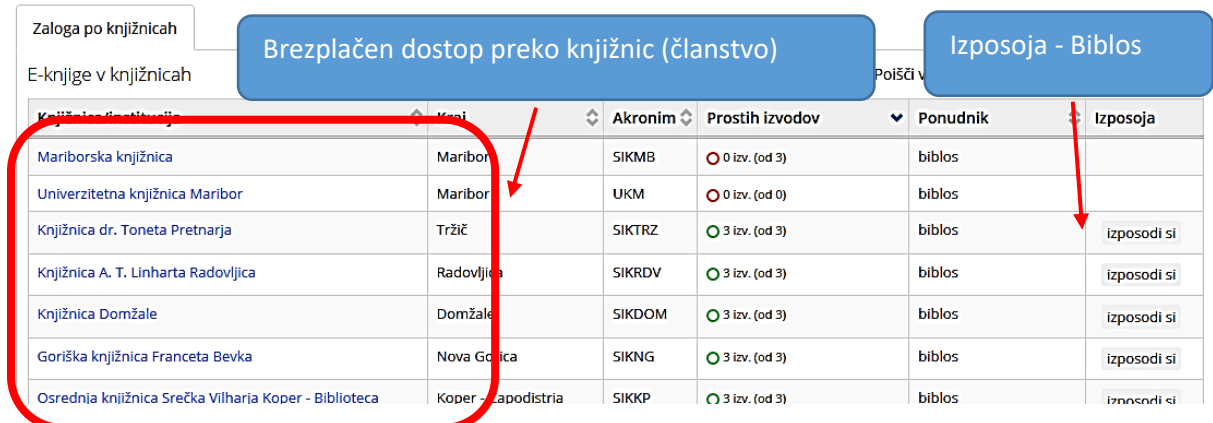 Zaloga po knjižnicah
Brezplačen dostop preko knjižnic (članstvo)
Izposoja - Biblos
E-knjige v knjižnicah
Poišči v
Knjižnica/institucija Kraj Akronim Prostih izvodov Ponudnik Izposoja
Mariborska knjižnica Maribor SIKMB 0 izv. (od 3) biblos
Univerzitetna knjižnica Maribor Maribor UKM 0 izv. (od 0) biblos
Knjižnica dr. Toneta Pretnarja Tržič SIKTRZ 3 izv. (od 3) biblos izposodi si
Knjižnica A. T. Linharta Radovljica Radovljica SIKRDV 3 izv. (od 3) biblos izposodi si
Knjižnica Domžale Domžale SIKDOM 3 izv. (od 3) biblos izposodi si
Goriška knjižnica Franceta Bevka Nova Gorica SIKNG 3 izv. (od 3) biblos izposodi si
Osrednja knjižnica Srečka Vilharja Koper - Biblioteca Koper - Capodistria SIKKP 3 izv. (od 3) biblos izposodi si